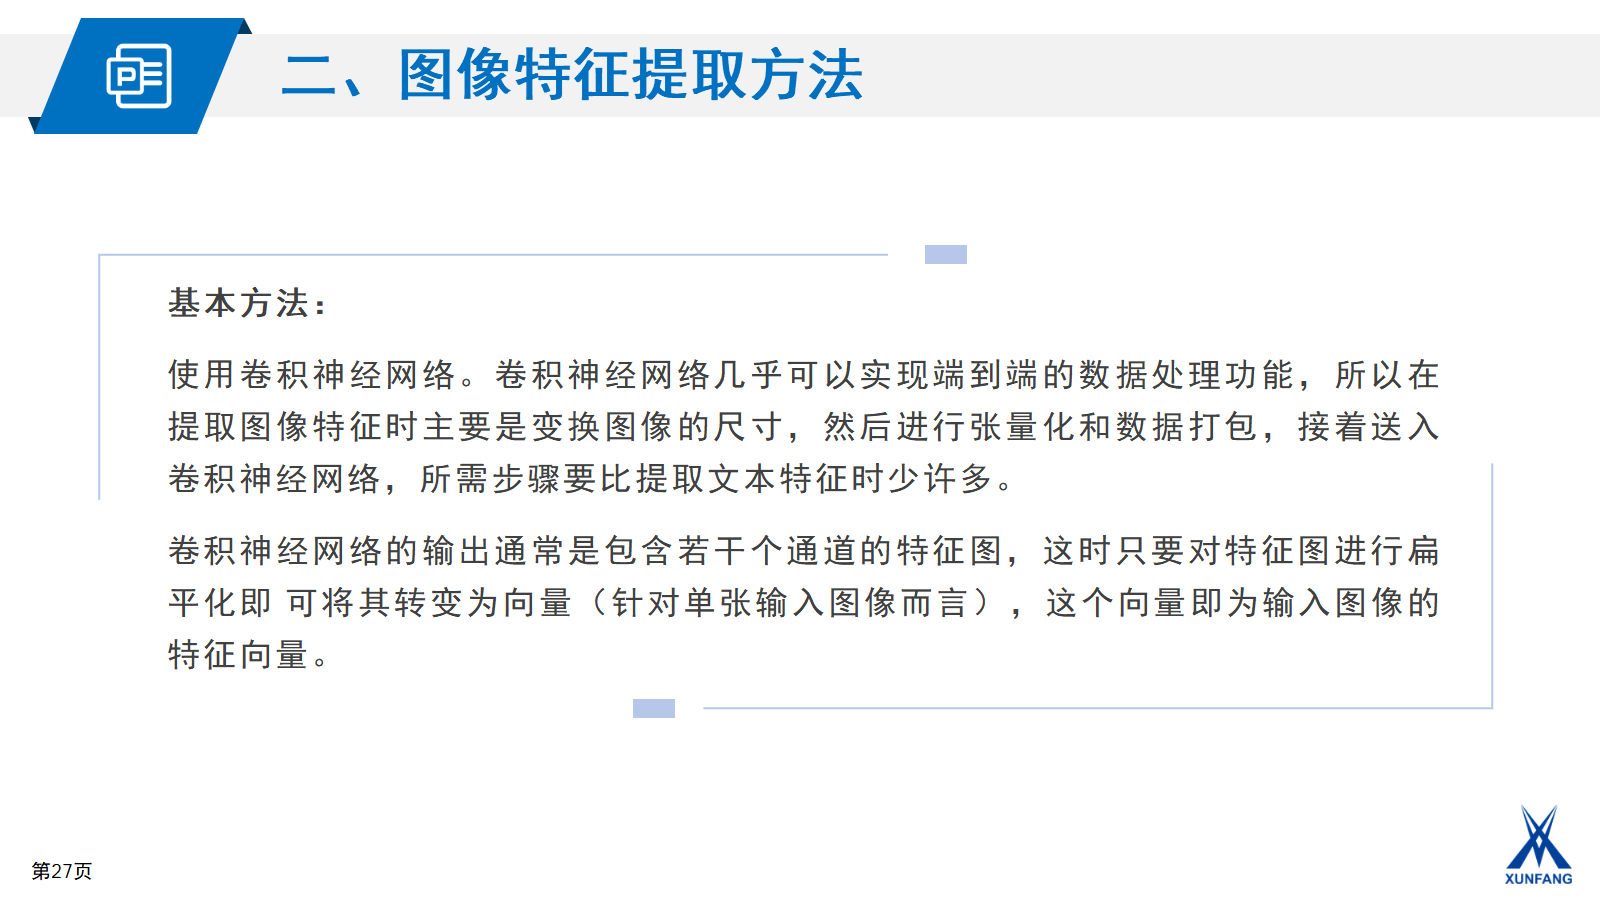 二、图像特征提取方法
基本方法：
使用卷积神经网络。卷积神经网络几乎可以实现端到端的数据处理功能，所以在
提取图像特征时主要是变换图像的尺寸，然后进行张量化和数据打包，接着送入
卷积神经网络，所需步骤要比提取文本特征时少许多。
卷积神经网络的输出通常是包含若干个通道的特征图，这时只要对特征图进行扁
平化即 可将其转变为向量（针对单张输入图像而言），这个向量即为输入图像的
特征向量。
第27页
XUNFANG